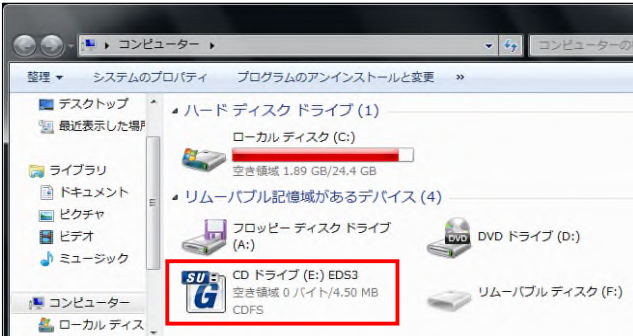 コンピューター
コンピューターの
整理 システムのプロパティ プログラムのアンインストールと変更 »
デスクトップ
最近表示した場所
ライブラリ
ドキュメント
ピクチャ
ビデオ
ミュージック
コンピューター
ローカル ディス
ハード ディスク ドライブ (1)
ローカル ディスク (C:)
空き領域 1.89 GB/24.4 GB
リムーバブル記憶域があるデバイス (4)
フロッピー ディスク ドライブ
(A:)
DVD
DVD ドライブ (D:)
SU
G
CD ドライブ (E:) EDS3
空き領域 0 バイト/4.50 MB
CDFS
リムーバブル ディスク (F:)